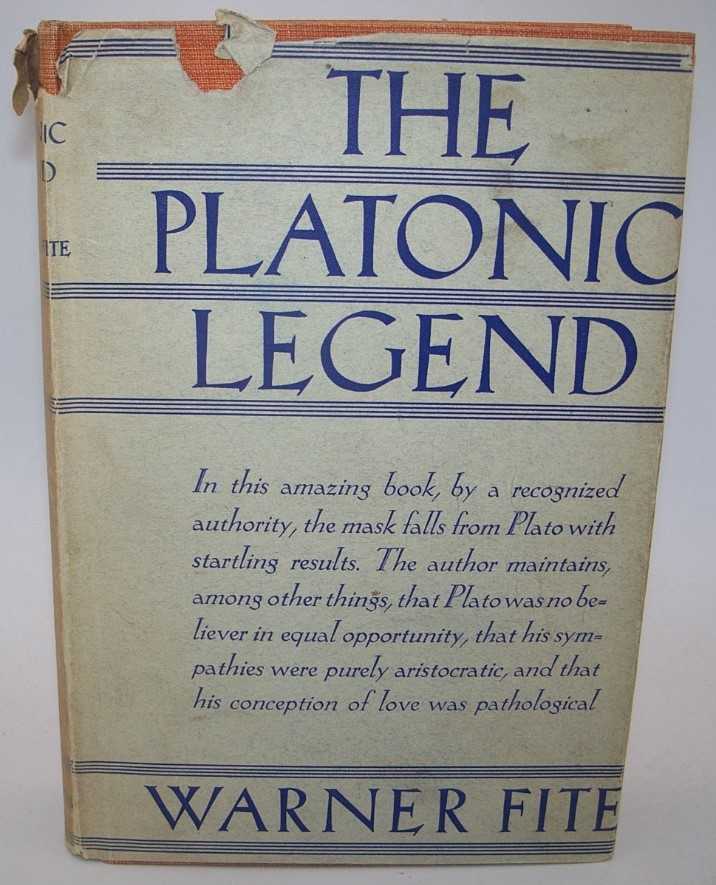 THE
PLATONIC
LEGEND
In this amazing book, by a recognized
authority, the mask falls from Plato with
startling results. The author maintains,
among other things, that Plato was no be=
liever in equal opportunity, that his sym=
pathies were purely aristocratic, and that
his conception of love was pathological
WARNER FITE
IC
D
FITE